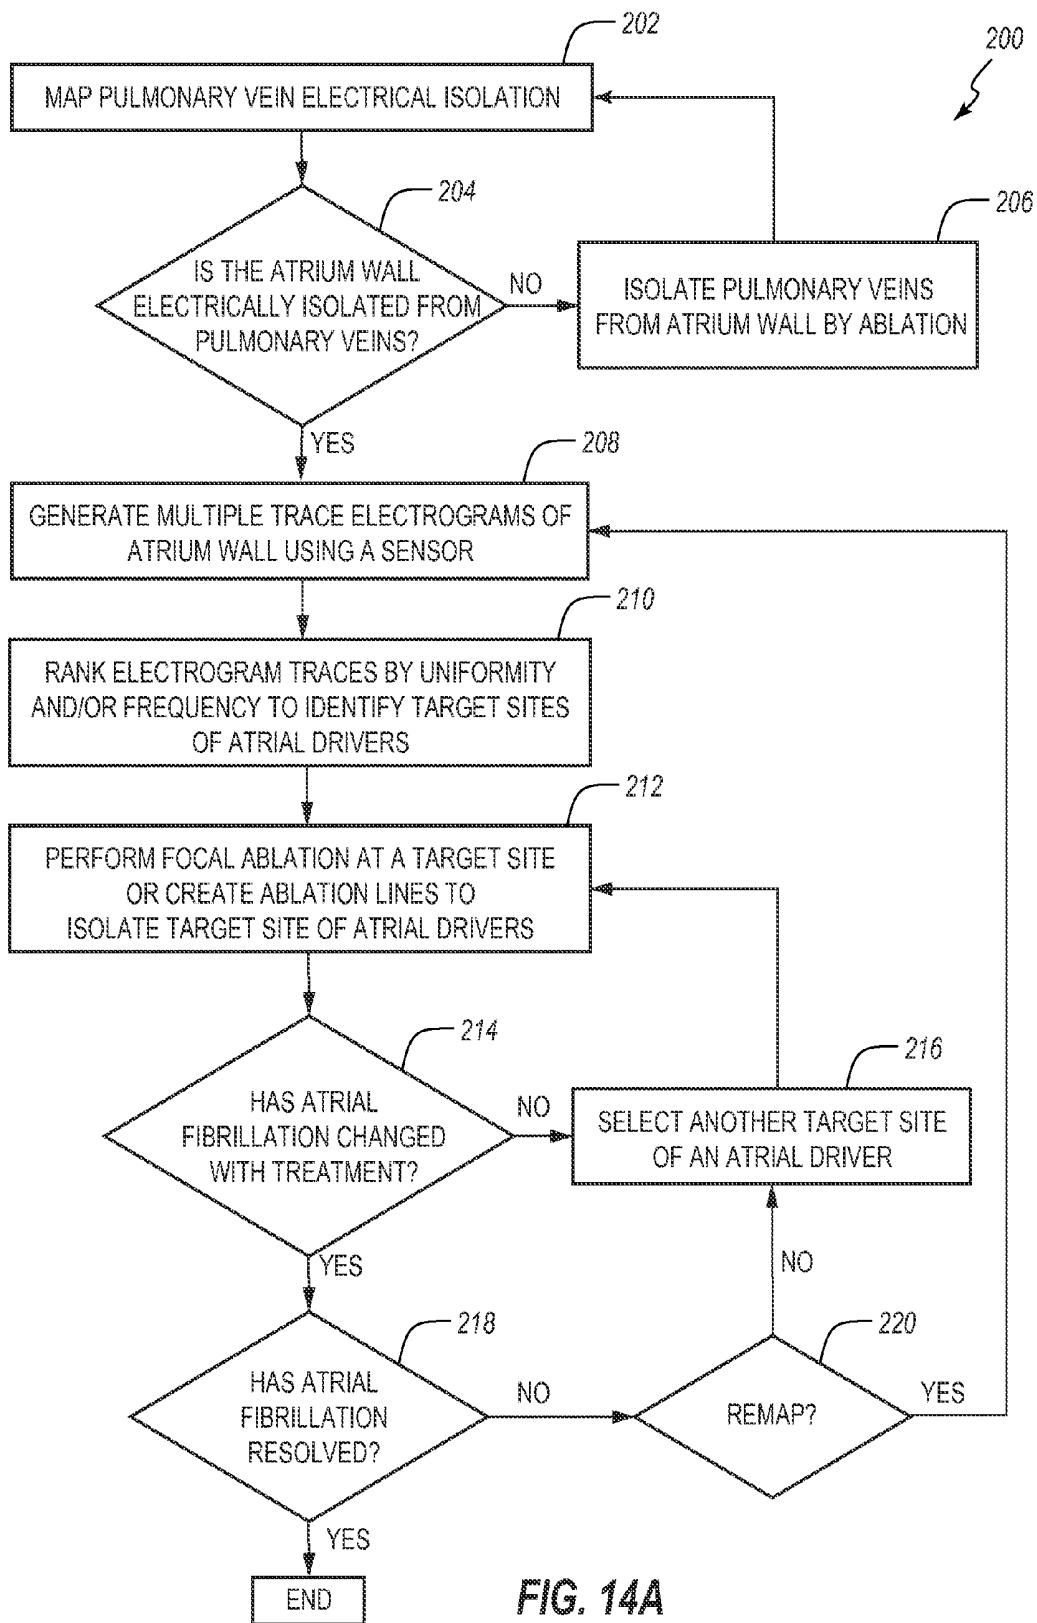 202
200
MAP PULMONARY VEIN ELECTRICAL ISOLATION
204
206
IS THE ATRIUM WALL
ELECTRICALLY ISOLATED FROM
PULMONARY VEINS?
NO
ISOLATE PULMONARY VEINS
FROM ATRIUM WALL BY ABLATION
YES
208
GENERATE MULTIPLE TRACE ELECTROGRAMS OF
ATRIUM WALL USING A SENSOR
210
RANK ELECTROGRAM TRACES BY UNIFORMITY
AND/OR FREQUENCY TO IDENTIFY TARGET SITES
OF ATRIAL DRIVERS
212
PERFORM FOCAL ABLATION AT A TARGET SITE
OR CREATE ABLATION LINES TO
ISOLATE TARGET SITE OF ATRIAL DRIVERS
214
HAS ATRIAL
FIBRILLATION CHANGED
WITH TREATMENT?
NO
216
SELECT ANOTHER TARGET SITE
OF AN ATRIAL DRIVER
YES
NO
218
HAS ATRIAL
FIBRILLATION
RESOLVED?
NO
220
REMAP?
YES
YES
END
FIG. 14A